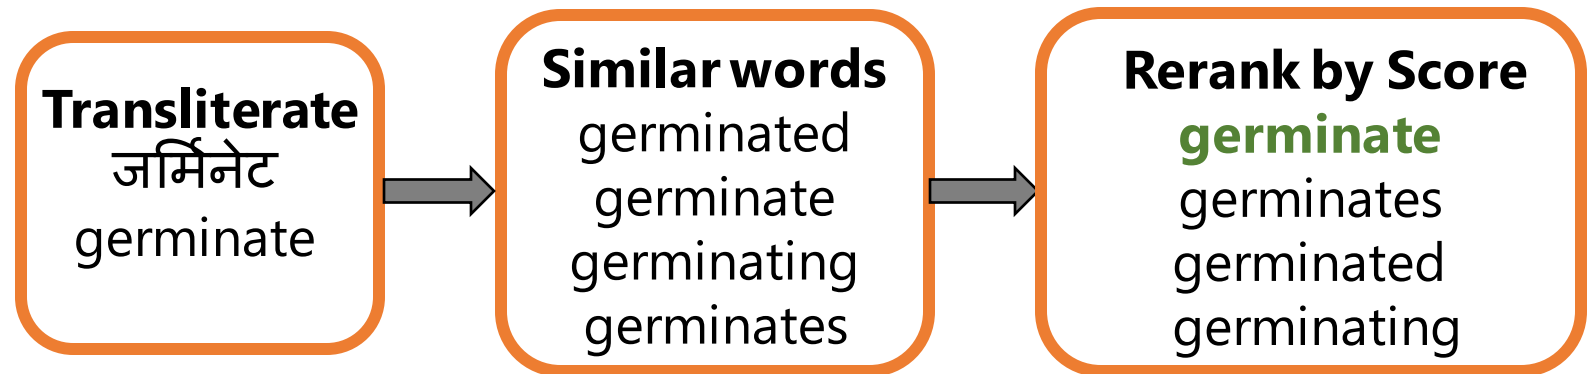 Transliterate
जर्मिनेट
germinate
Similar words
germinated
germinate
germinating
germinates
Rerank by Score
germinate
germinates
germinated
germinating